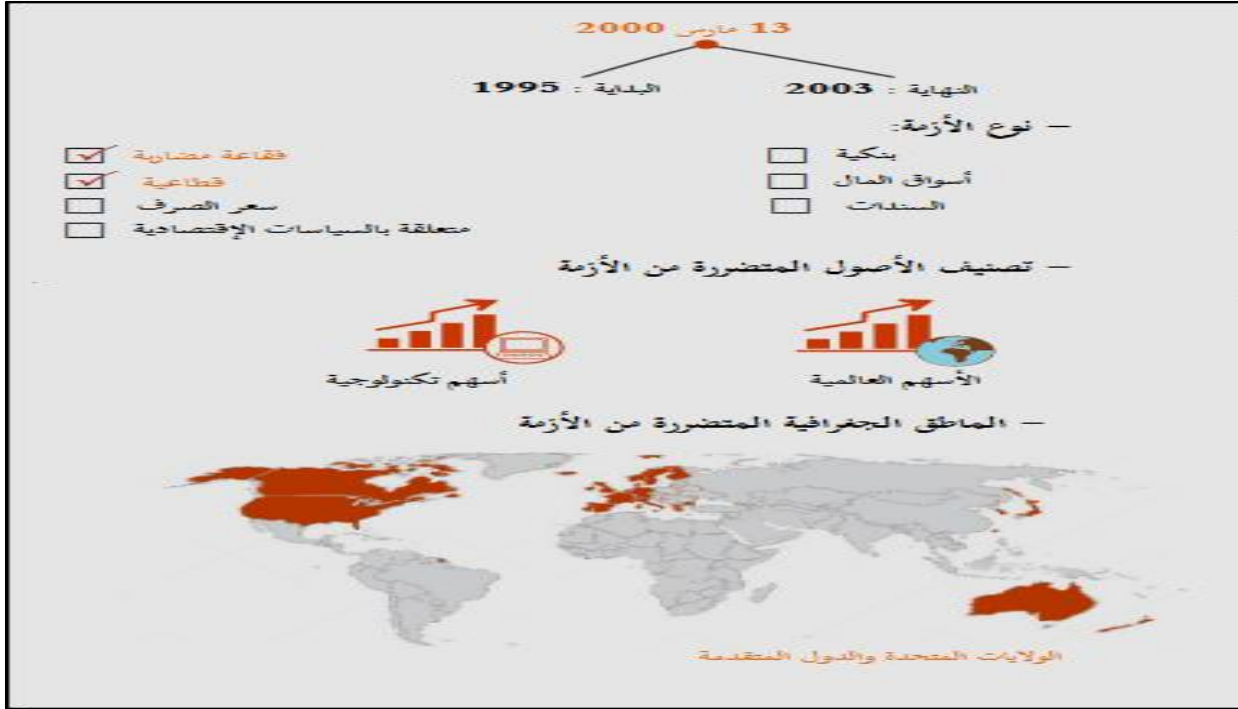 13 مارس 2000
النهاية : 2003 البداية : 1995
– نوع الأزمة:
بنكية فقاعة مضاربة
أسواق المال قطاعية
السندات سعر الصرف
متعلقة بالسياسات الإقتصادية
– تصنيف الأصول المتضررة من الأزمة
الأسهم العالمية أسهم تكنولوجية
– الماطق الجغرافية المتضررة من الأزمة
الولايات المتحدة والدول المتقدمة